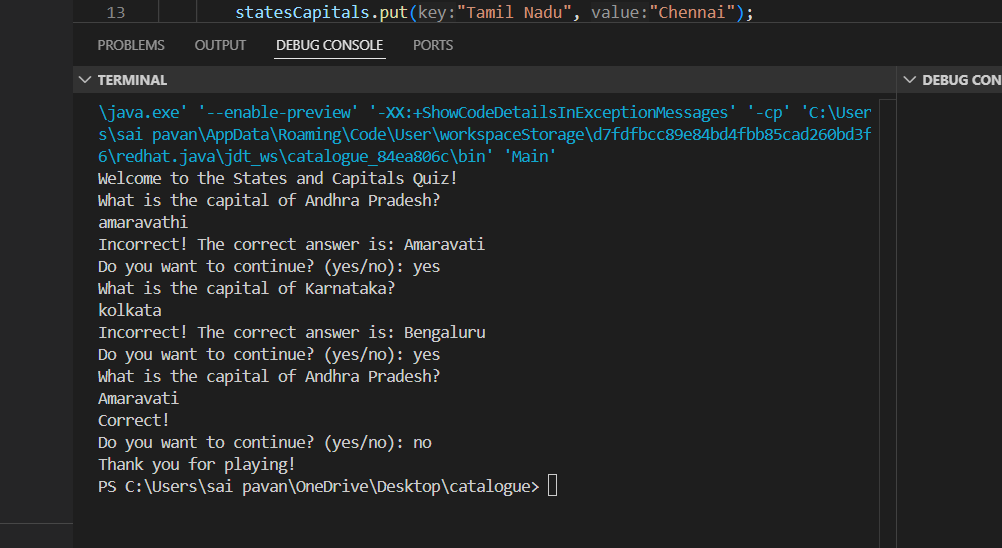 13 statesCapitals.put(key:"Tamil Nadu", value:"Chennai");
PROBLEMS OUTPUT DEBUG CONSOLE PORTS
TERMINAL DEBUG CON
\java.exe' '--enable-preview' '-XX:+ShowCodeDetailsInExceptionMessages' '-cp' 'C:\User
s\sai pavan\AppData\Roaming\Code\User\workspaceStorage\d7fdfbcc89e84bd4fbb85cad260bd3f
6\redhat.java\jdt_ws\catalogue_84ea806c\bin' 'Main'
Welcome to the States and Capitals Quiz!
What is the capital of Andhra Pradesh?
amaravathi
Incorrect! The correct answer is: Amaravati
Do you want to continue? (yes/no): yes
What is the capital of Karnataka?
kolkata
Incorrect! The correct answer is: Bengaluru
Do you want to continue? (yes/no): yes
What is the capital of Andhra Pradesh?
Amaravati
Correct!
Do you want to continue? (yes/no): no
Thank you for playing!
PS C:\Users\sai pavan\OneDrive\Desktop\catalogue>